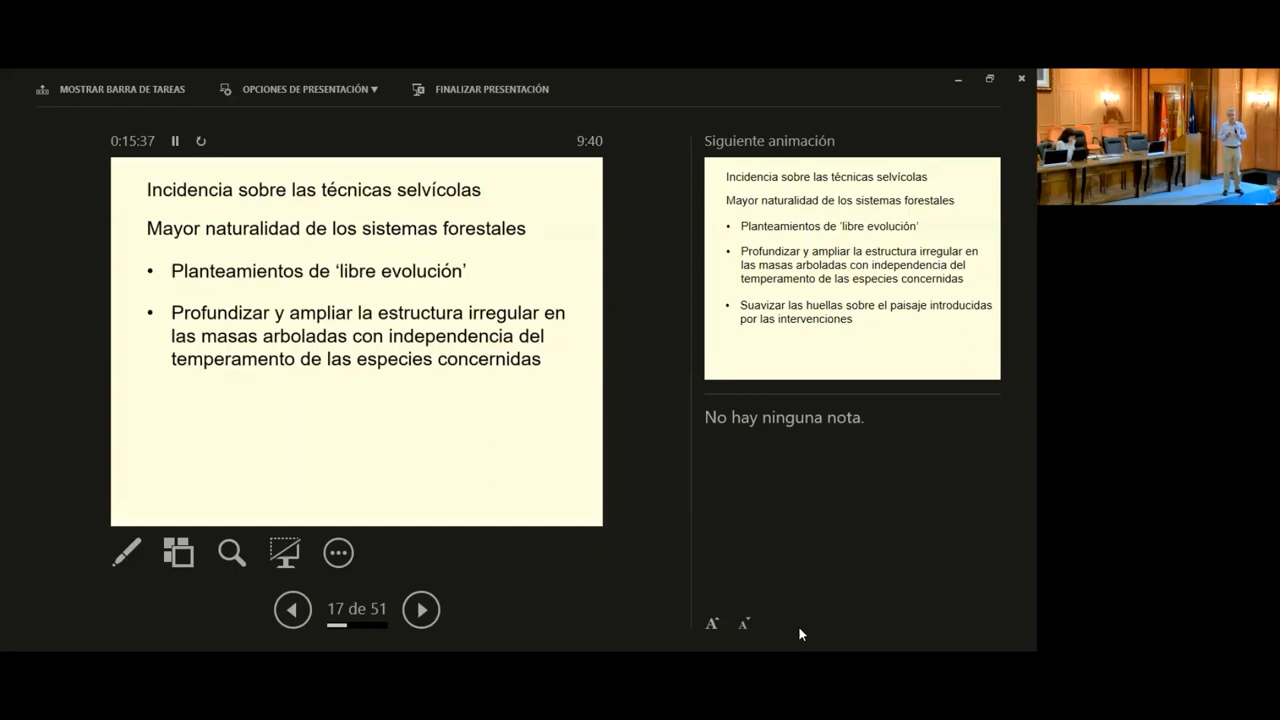 MOSTRAR BARRA DE TAREAS
OPCIONES DE PRESENTACIÓN ▼
FINALIZAR PRESENTACIÓN
0:15:37
9:40
Incidencia sobre las técnicas selvícolas
Mayor naturalidad de los sistemas forestales
• Planteamientos de ‘libre evolución’
• Profundizar y ampliar la estructura irregular en
las masas arboladas con independencia del
temperamento de las especies concernidas
17 de 51
Siguiente animación
Incidencia sobre las técnicas selvícolas
Mayor naturalidad de los sistemas forestales
• Planteamientos de ‘libre evolución’
• Profundizar y ampliar la estructura irregular en
las masas arboladas con independencia del
temperamento de las especies concernidas
• Suavizar las huellas sobre el paisaje introducidas
por las intervenciones
No hay ninguna nota.
A A